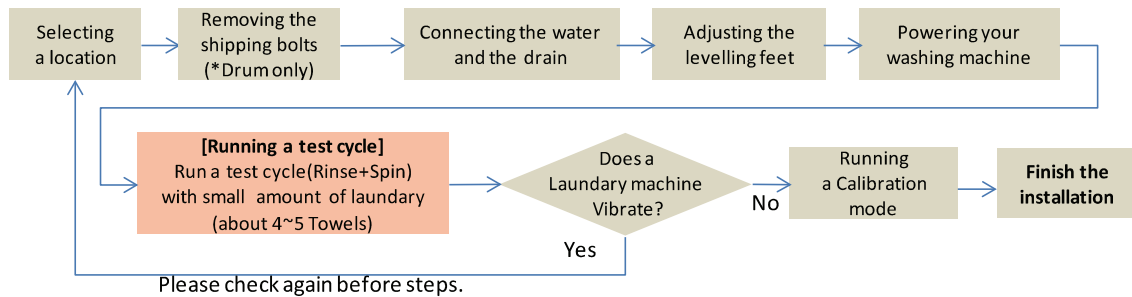 Selecting
a location
Removing the
shipping bolts
(*Drum only)
Connecting the water
and the drain
Adjusting the
levelling feet
Powering your
washing machine
[Running a test cycle]
Run a test cycle(Rinse+Spin)
with small amount of laundary
(about 4~5 Towels)
Does a
Laundary machine
Vibrate?
No
Running
a Calibration
mode
Finish the
installation
Yes
Please check again before steps.